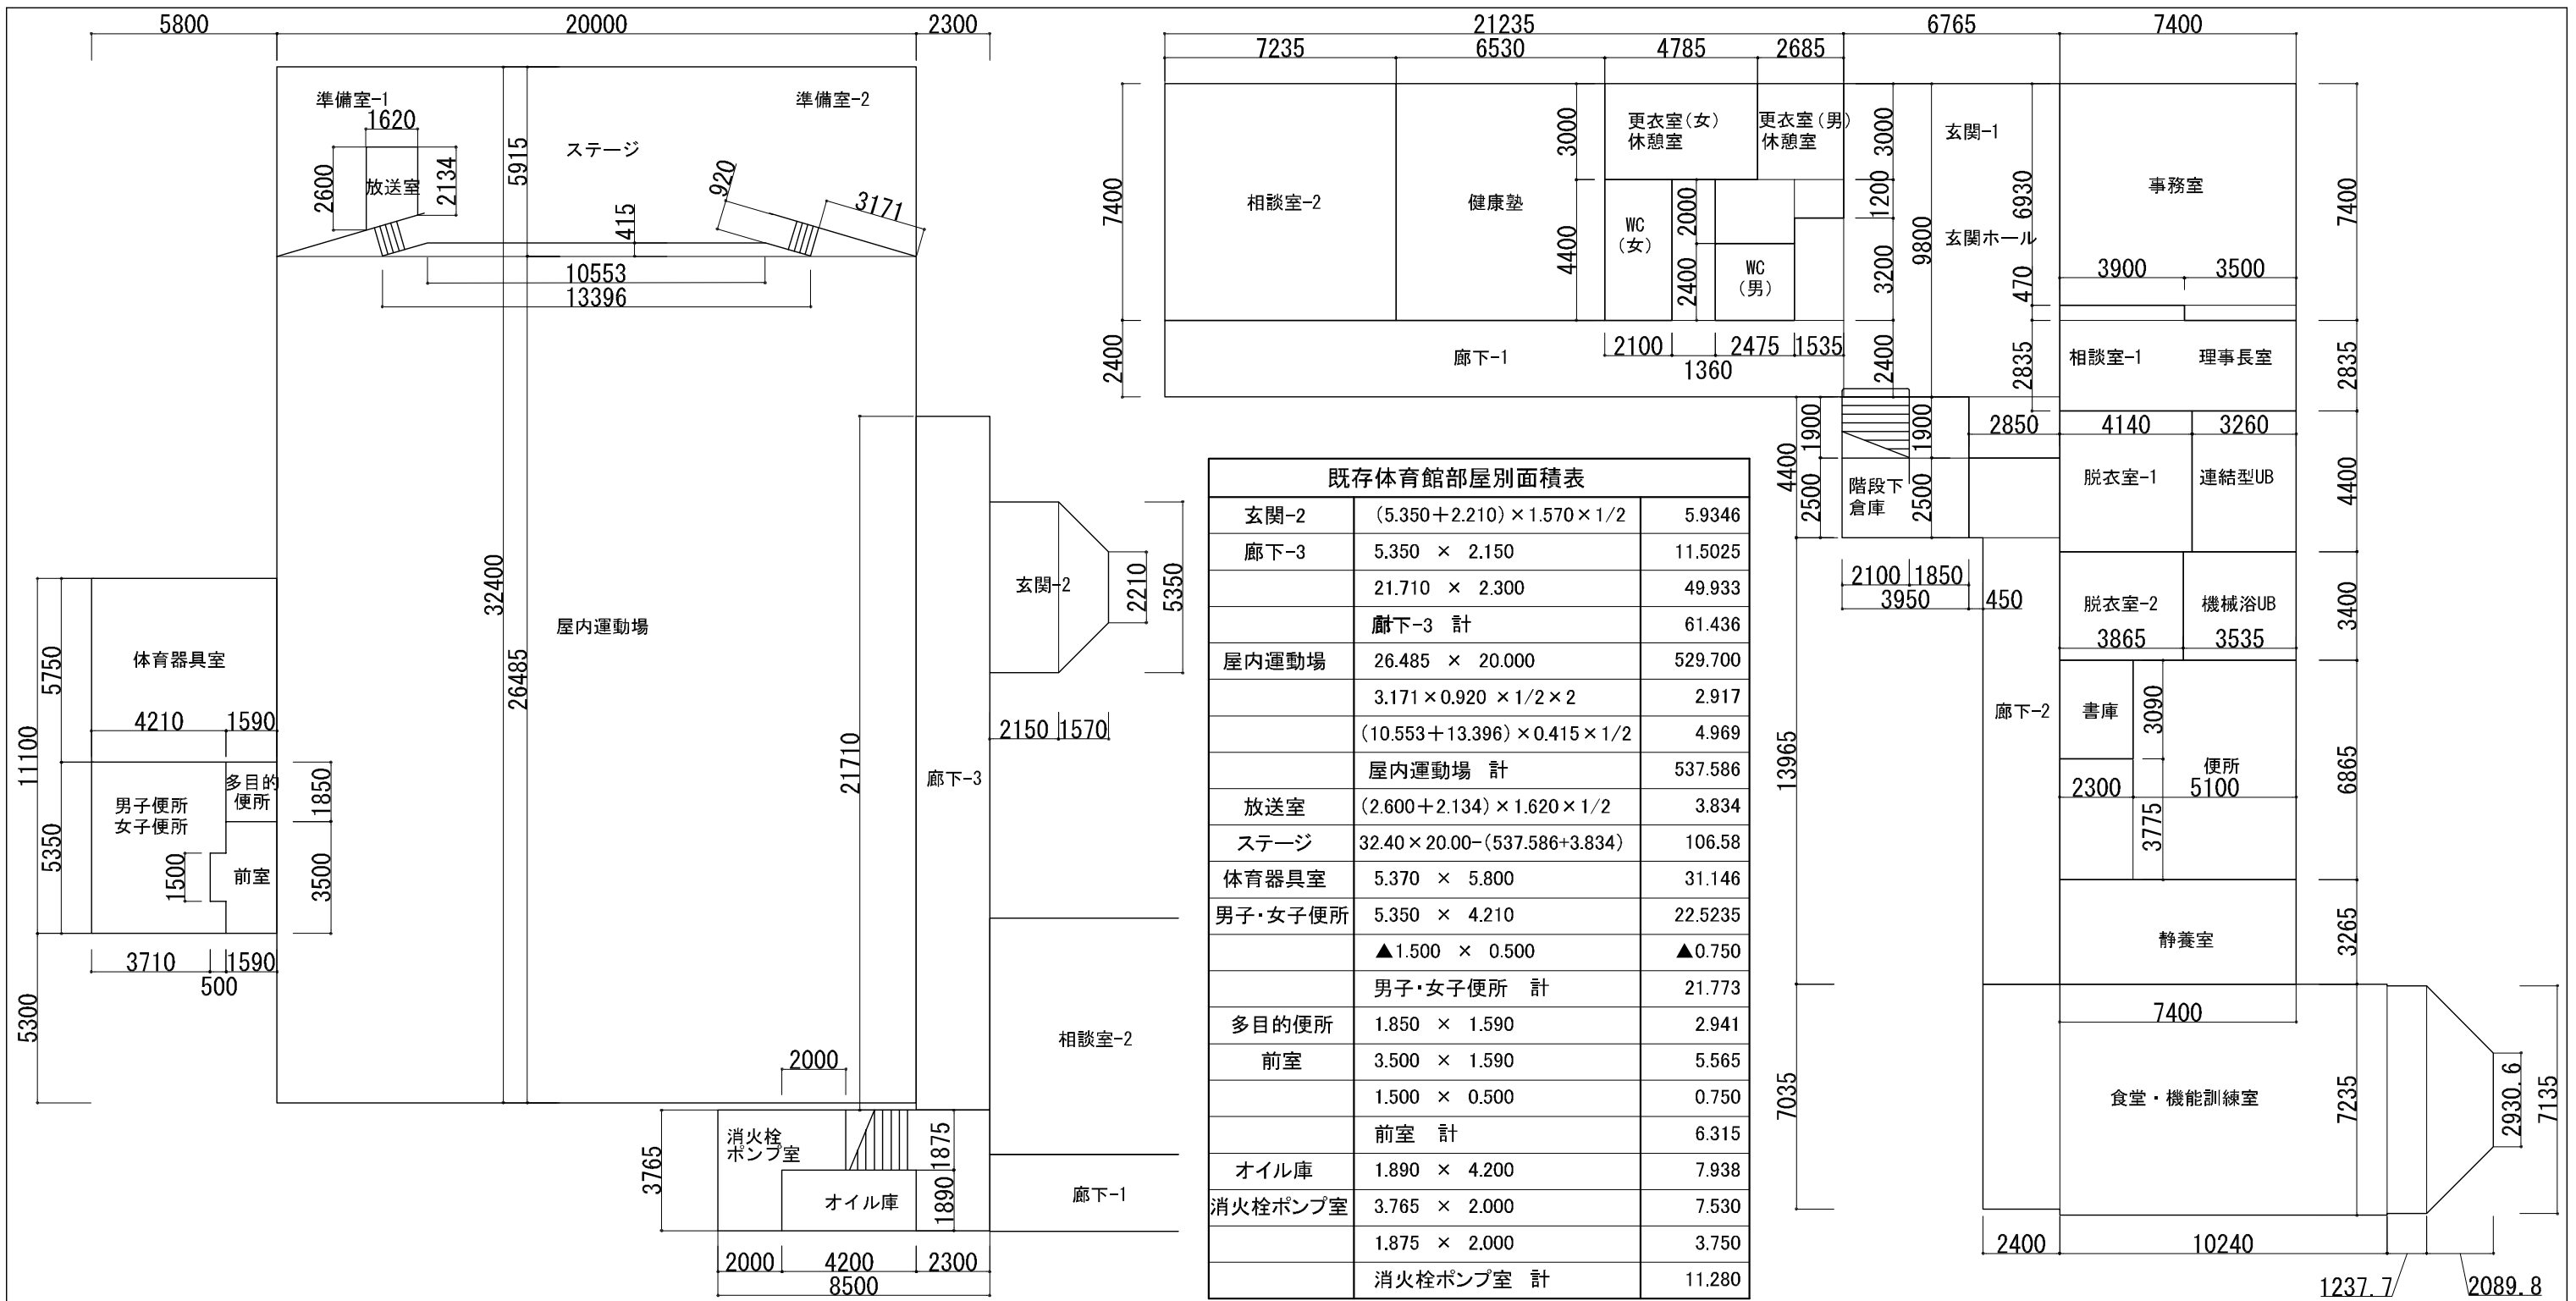 5800
20000
2300
21235
6765
7400
7235
6530
4785
2685
準備室-1
準備室-2
1620
ステージ
5915
2600
放送室
2134
920
3171
415
10553
13396
32400
26485
屋内運動場
21710
廊下-3
玄関-2
2210
5350
2150
1570
体育器具室
5750
4210
1590
11100
男子便所
女子便所
多目的
便所
1850
5350
1500
前室
3500
3710
1590
500
5300
2000
消火栓
ポンプ室
3765
オイル庫
1875
1890
2000
4200
2300
8500
相談室-2
廊下-1
7400
2400
相談室-2
健康塾
3000
4400
更衣室(女)
休憩室
更衣室(男)
休憩室
WC
(女)
2000
2400
WC
(男)
3000
1200
3200
2400
9800
玄関-1
6930
玄関ホール
470
2835
事務室
3900
3500
7400
廊下-1
2100
2475
1535
1360
相談室-1
理事長室
2835
4400
1900
2500
1900
2500
2850
4140
3260
階段下
倉庫
脱衣室-1
連結型UB
4400
2100
1850
3950
450
脱衣室-2
機械浴UB
3865
3535
3400
廊下-2
書庫
3090
便所
2300
5100
3775
6865
13965
静養室
3265
7400
7035
食堂・機能訓練室
7235
2930.6
7135
2400
10240
1237.7
2089.8
既存体育館部屋別面積表
玄関-2 (5.350+2.210)×1.570×1/2 5.9346
廊下-3 5.350 × 2.150 11.5025
21.710 × 2.300 49.933
廊下-3 計 61.436
屋内運動場 26.485 × 20.000 529.700
3.171×0.920 ×1/2×2 2.917
(10.553+13.396)×0.415×1/2 4.969
屋内運動場 計 537.586
放送室 (2.600+2.134)×1.620×1/2 3.834
ステージ 32.40×20.00-(537.586+3.834) 106.58
体育器具室 5.370 × 5.800 31.146
男子・女子便所 5.350 × 4.210 22.5235
▲1.500 × 0.500 ▲0.750
男子・女子便所 計 21.773
多目的便所 1.850 × 1.590 2.941
前室 3.500 × 1.590 5.565
1.500 × 0.500 0.750
前室 計 6.315
オイル庫 1.890 × 4.200 7.938
消火栓ポンプ室 3.765 × 2.000 7.530
1.875 × 2.000 3.750
消火栓ポンプ室 計 11.280